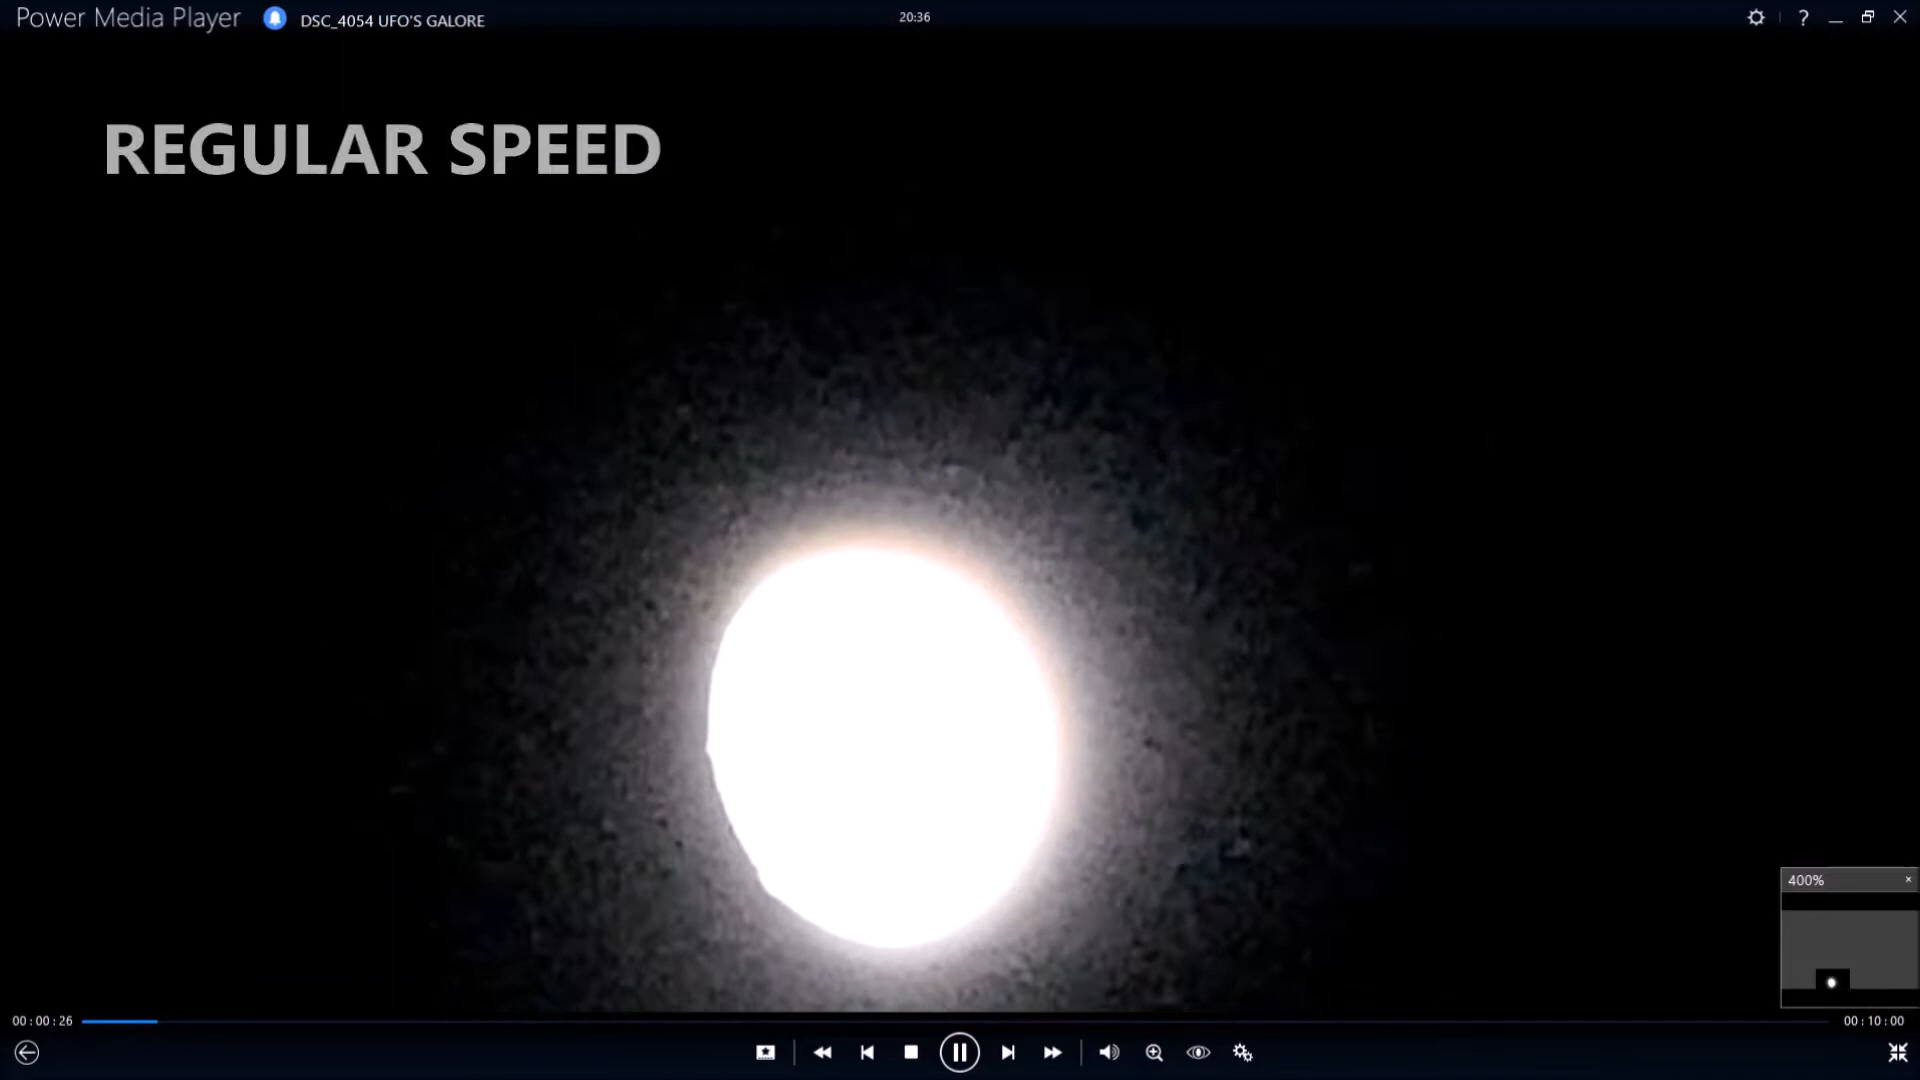 Power Media Player
DSC_4054 UFO'S GALORE
20:36
?
REGULAR SPEED
400%
00:00:26
00:10:00